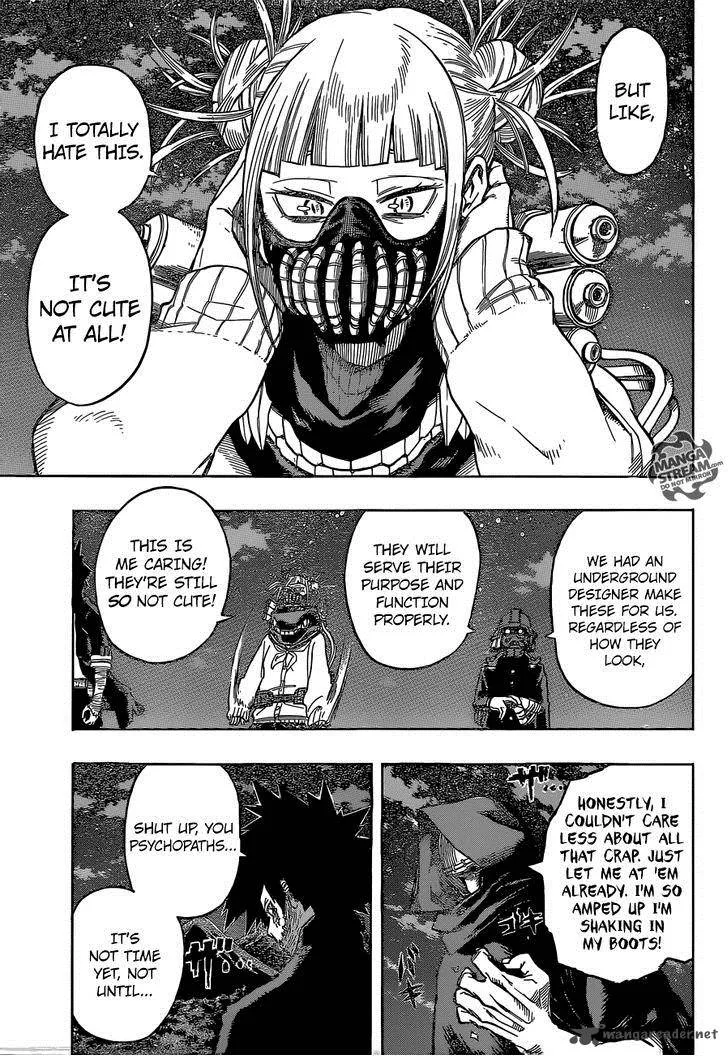 BUT
LIKE,
I TOTALLY
HATE THIS.
IT'S
NOT CUTE
AT ALL!
MANGA
STREAM.com
DO NOT MIRROR
WE HAD AN
UNDERGROUND
DESIGNER MAKE
THESE FOR US.
REGARDLESS OF
HOW THEY
LOOK,
THEY WILL
SERVE THEIR
PURPOSE AND
FUNCTION
PROPERLY.
THIS IS
ME CARING!
THEY'RE STILL
SO NOT CUTE!
HONESTLY, I
COULDN'T CARE
LESS ABOUT ALL
THAT CRAP. JUST
LET ME AT 'EM
ALREADY. I'M SO
AMPED UP I'M
SHAKING IN
MY BOOTS!
SHUT UP, YOU
PSYCHOPATHS...
IT'S
NOT TIME
YET, NOT
UNTIL...
mangareader.net